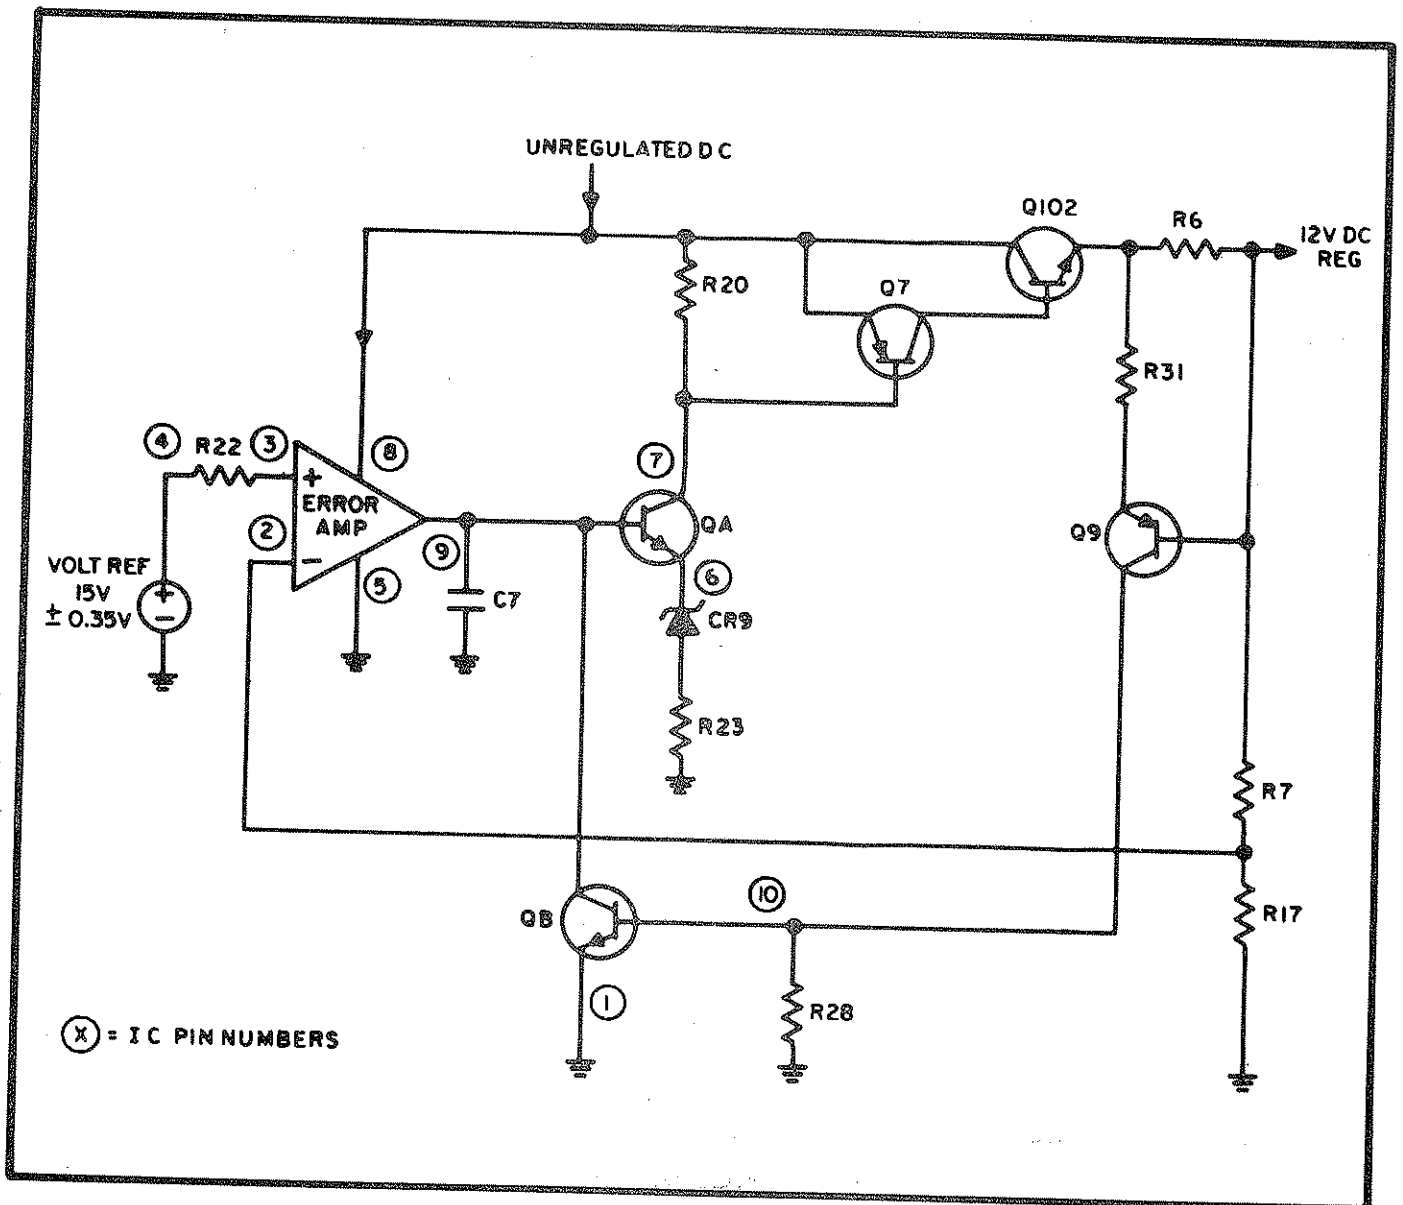 UNREGULATED DC
Q102
R6
12V DC
REG
R20
Q7
R31
4
R22
3
8
7
+
ERROR
AMP
QA
Q9
2
9
VOLT REF
15V
± 0.35V
+
−
−
5
6
C7
CR9
R23
R7
10
QB
R17
1
R28
X = IC PIN NUMBERS